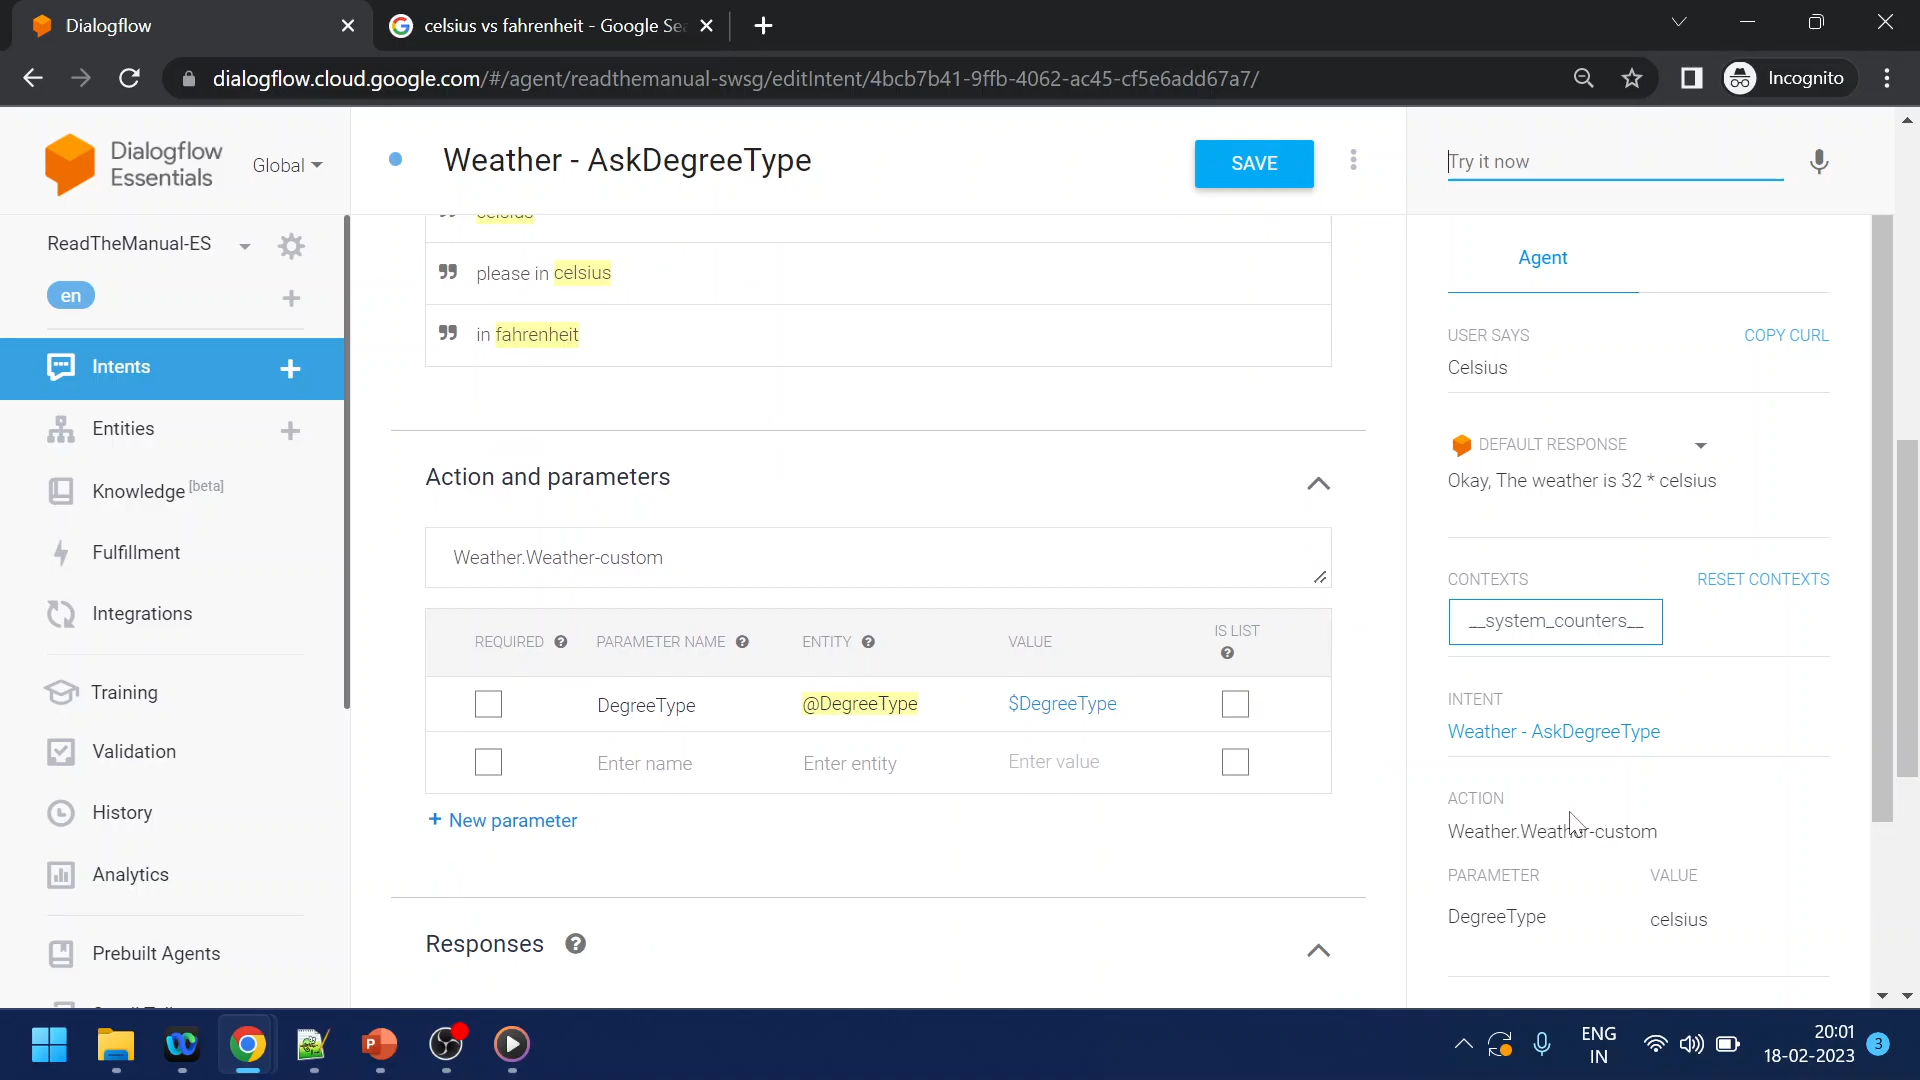 Dialogflow
celsius vs fahrenheit - Google Sea
dialogflow.cloud.google.com/#/agent/readthemanual-swsg/editIntent/4bcb7b41-9ffb-4062-ac45-cf5e6add67a7/
Incognito
Dialogflow
Essentials
Global
Weather - AskDegreeType
SAVE
Try it now
ReadTheManual-ES
en
Intents
Entities
Knowledge [beta]
Fulfillment
Integrations
Training
Validation
History
Analytics
Prebuilt Agents
celsius
please in celsius
in fahrenheit
Action and parameters
Weather.Weather-custom
REQUIRED PARAMETER NAME ENTITY VALUE IS LIST
DegreeType @DegreeType $DegreeType
Enter name Enter entity Enter value
+ New parameter
Responses
Agent
USER SAYS COPY CURL
Celsius
DEFAULT RESPONSE
Okay, The weather is 32 * celsius
CONTEXTS RESET CONTEXTS
__system_counters__
INTENT
Weather - AskDegreeType
ACTION
Weather.Weather-custom
PARAMETER VALUE
DegreeType celsius
ENG
IN
20:01
18-02-2023
3